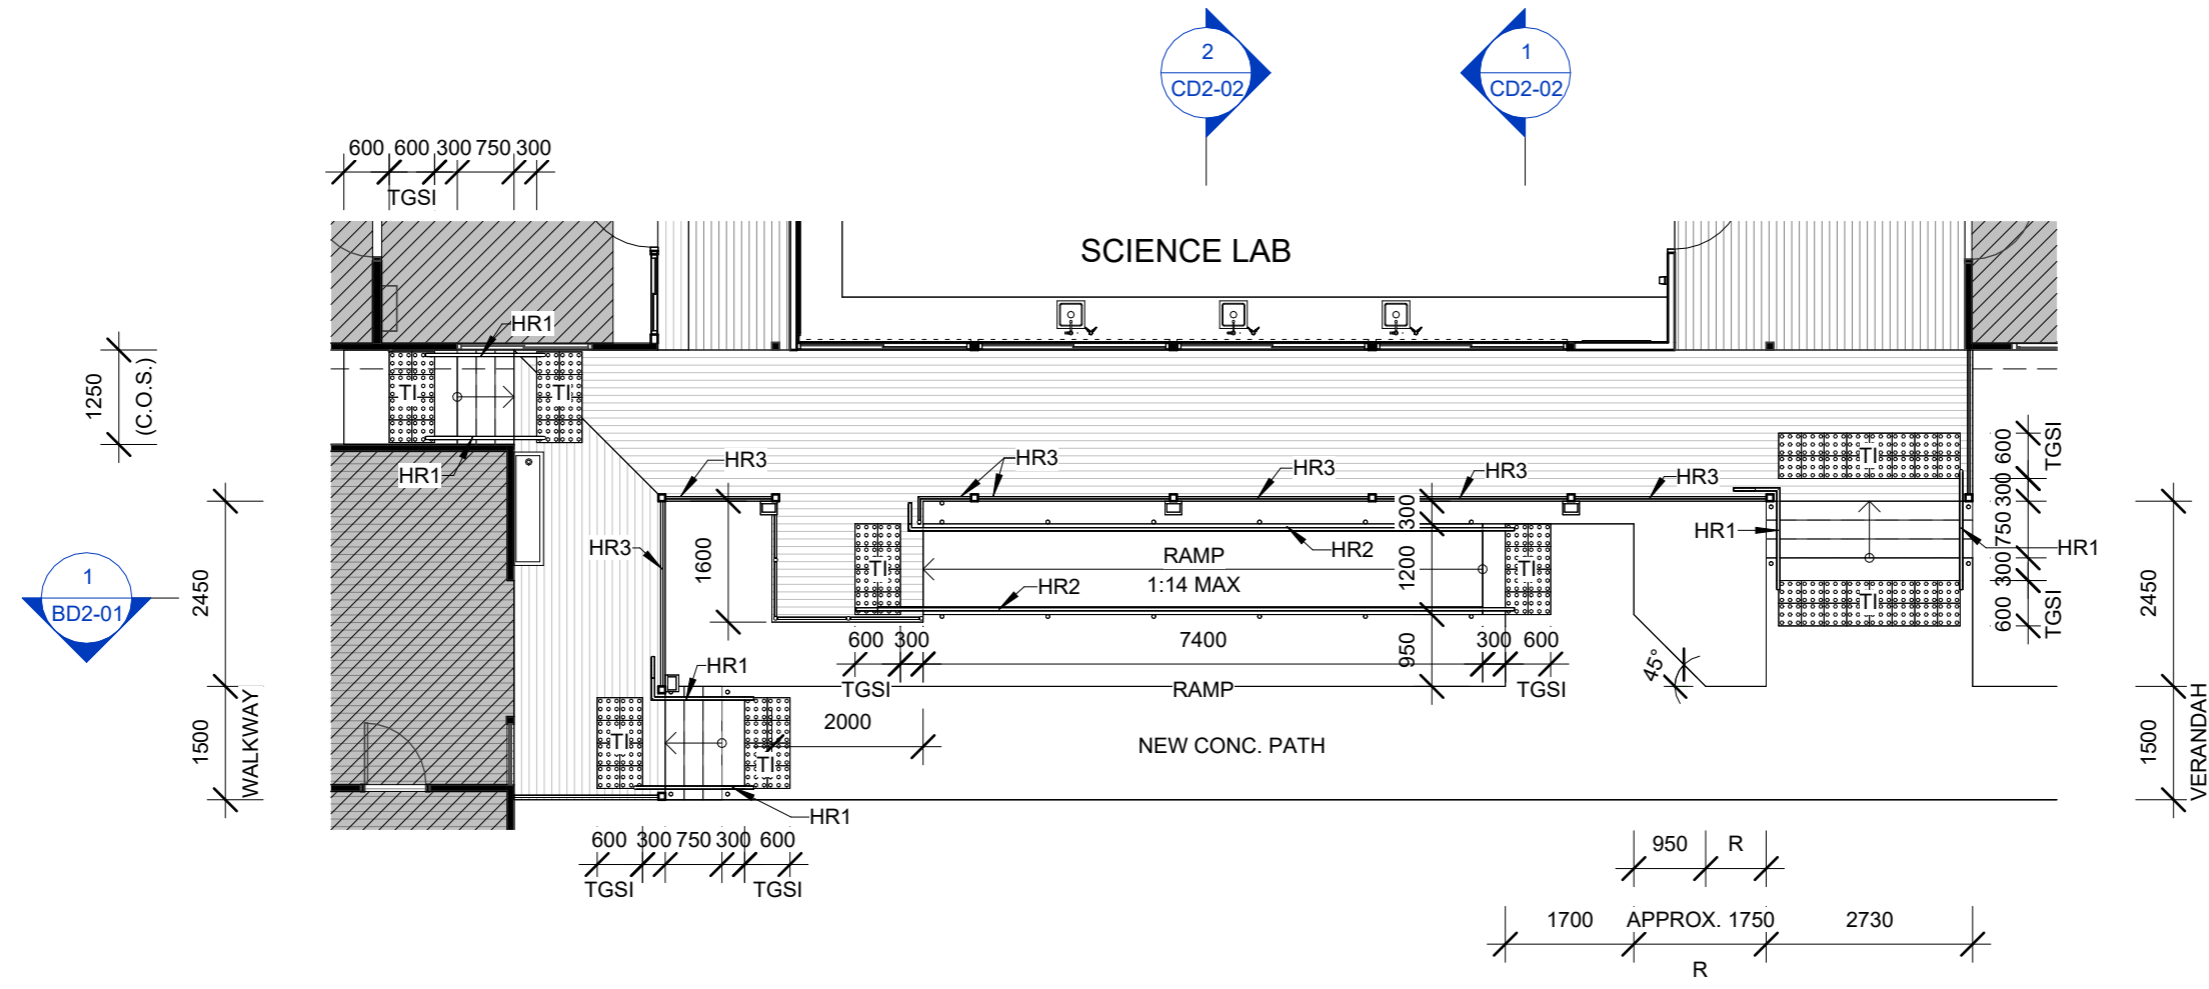 2
CD2-02
1
CD2-02
600 600 300 750 300
TGSI
SCIENCE LAB
HR1
1250
(C.O.S.)
TI
TI
HR1
HR3
HR3
HR3
HR3
HR3
TI
600
TGSI
300
750
300
600
TGSI
HR1
HR1
TI
2450
1500
VERANDAH
1
BD2-01
2450
1500
WALKWAY
HR3
1600
TI
RAMP
1:14 MAX
HR2
HR2
300
1200
950
TI
600 300 7400 300 600
TGSI
RAMP
TGSI
45°
HR1
2000
TI
TI
NEW CONC. PATH
HR1
600 300 750 300 600
TGSI
TGSI
950 R
1700 APPROX. 1750 2730
R